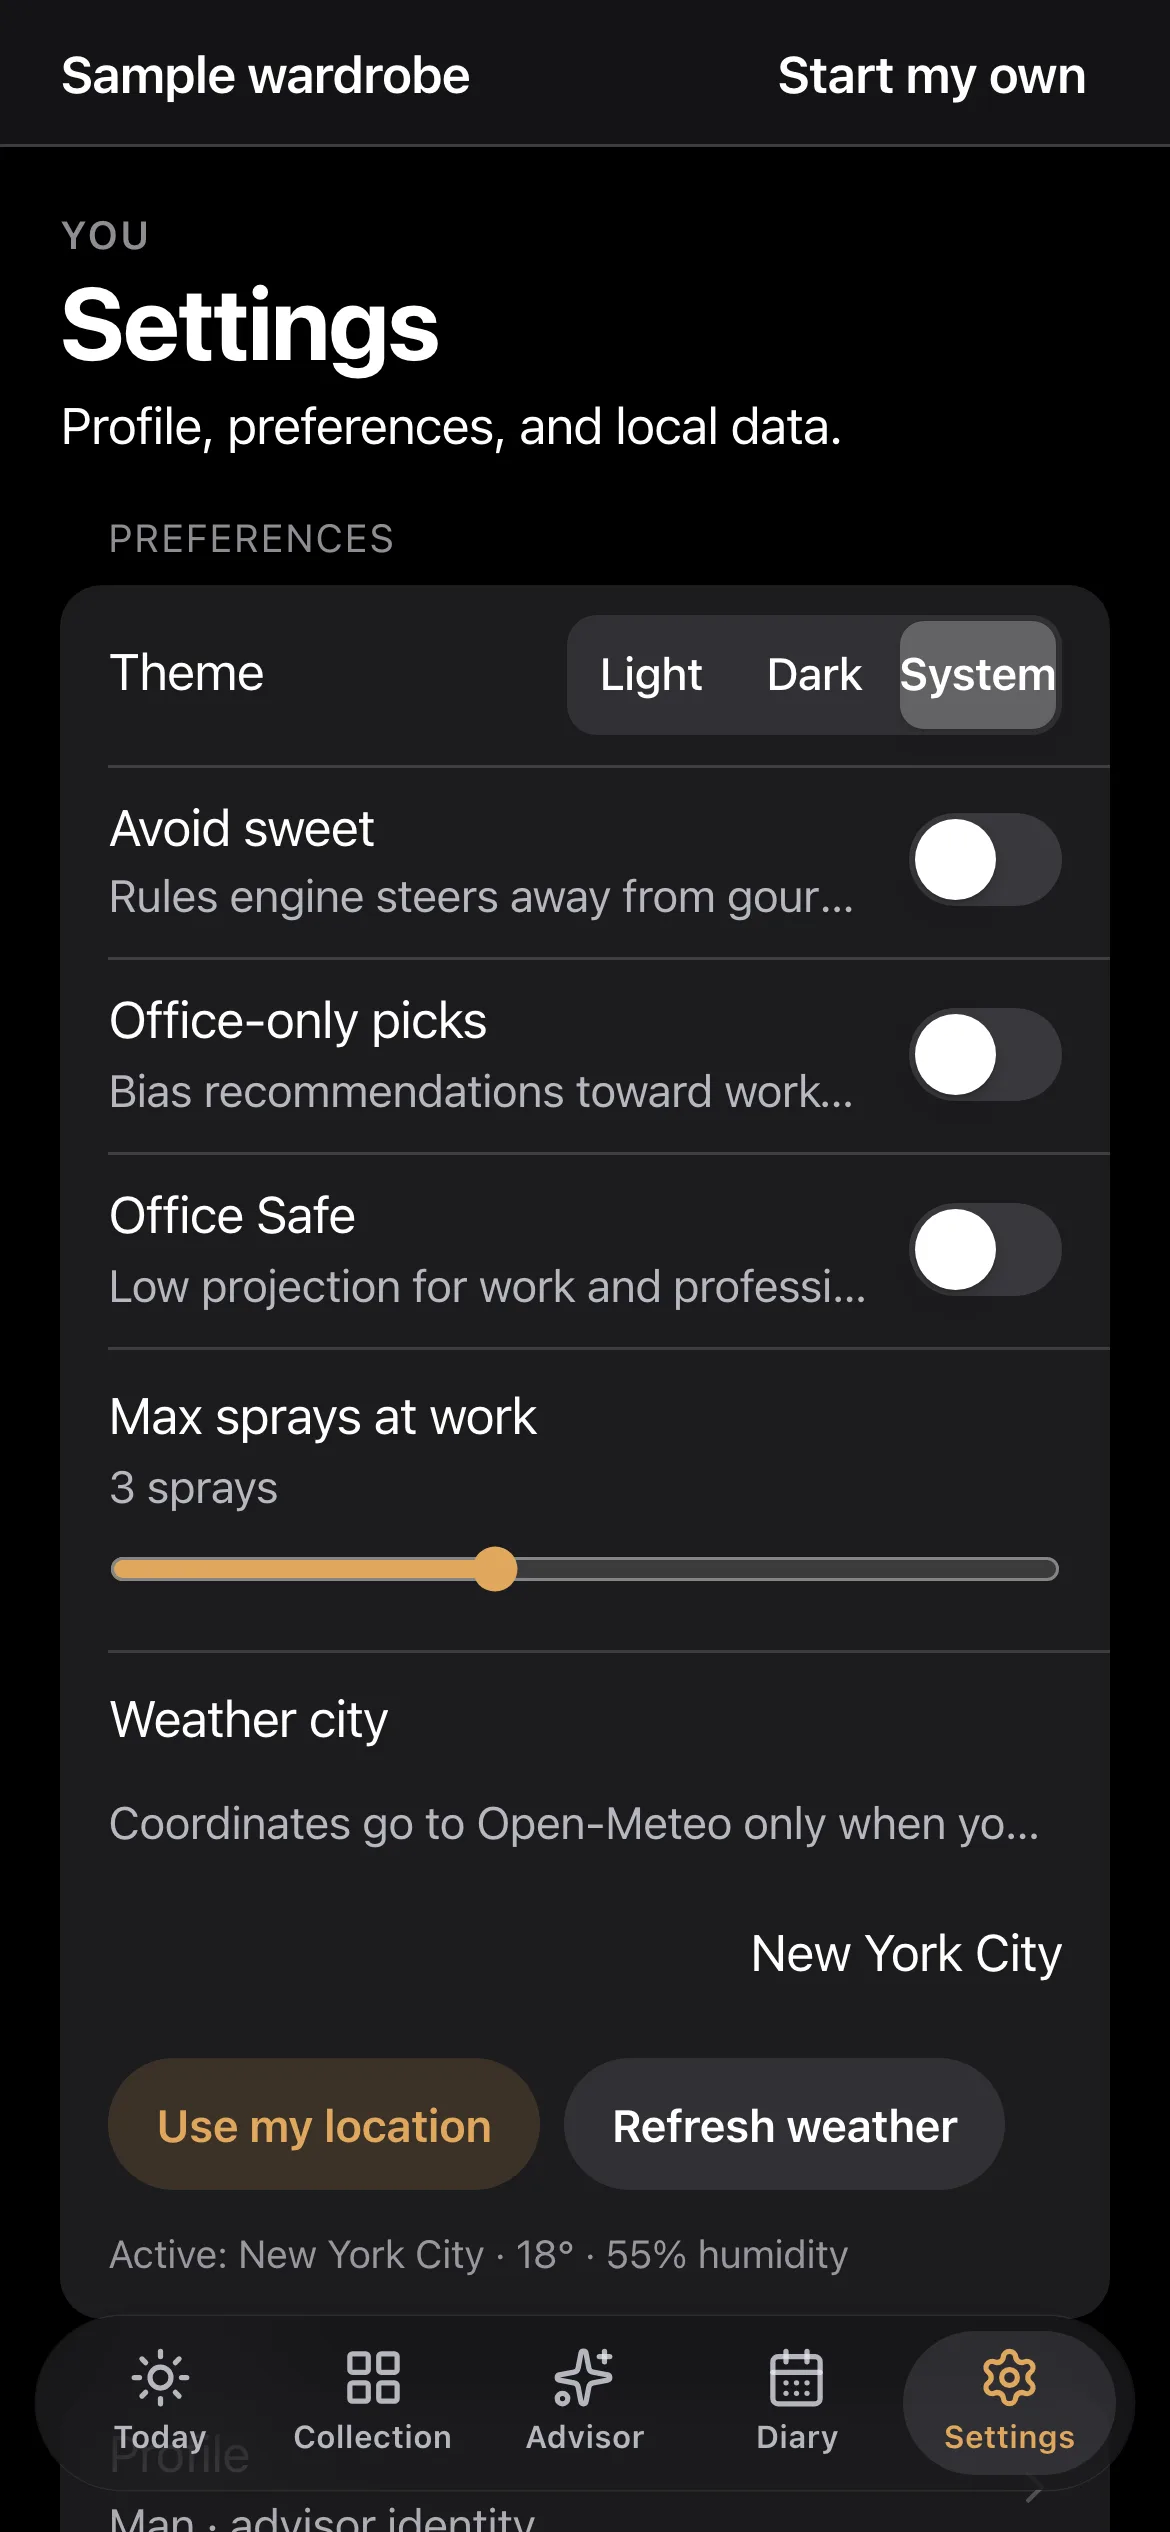 Sample wardrobe
Start my own
YOU
Settings
Profile, preferences, and local data.
PREFERENCES
Theme
Light
Dark
System
Avoid sweet
Rules engine steers away from gour...
Office-only picks
Bias recommendations toward work...
Office Safe
Low projection for work and professi...
Max sprays at work
3 sprays
Weather city
Coordinates go to Open-Meteo only when yo...
New York City
Use my location
Refresh weather
Active: New York City · 18° · 55% humidity
Today
Collection
Advisor
Diary
Settings
Profile
Man · advisor identity